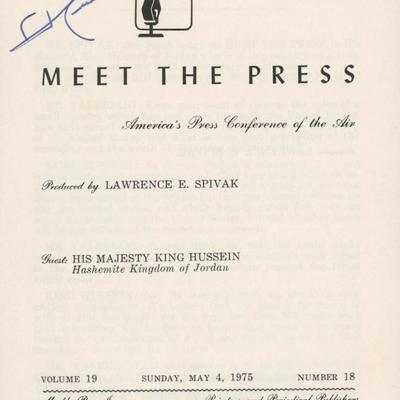 MEET THE PRESS
America's Press Conference of the Air
Produced by LAWRENCE E. SPIVAK
Guest: HIS MAJESTY KING HUSSEIN
Hashemite Kingdom of Jordan
VOLUME 19 SUNDAY, MAY 4, 1975 NUMBER 18